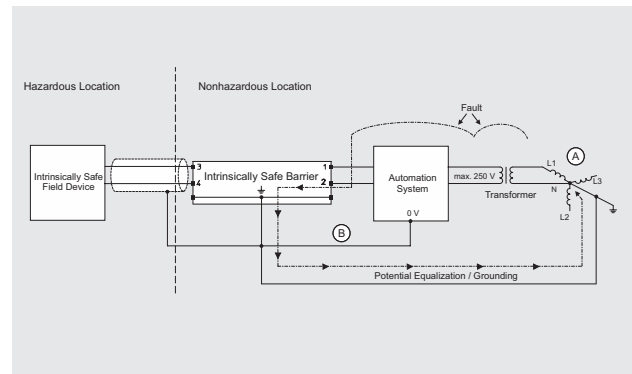 Hazardous Location
Nonhazardous Location
Fault
L1
A
3
1
Intrinsically Safe
Field Device
4
Intrinsically Safe Barrier
2
Automation
System
max. 250 V
L3
Transformer
N
0 V
L2
B
Potential Equalization / Grounding